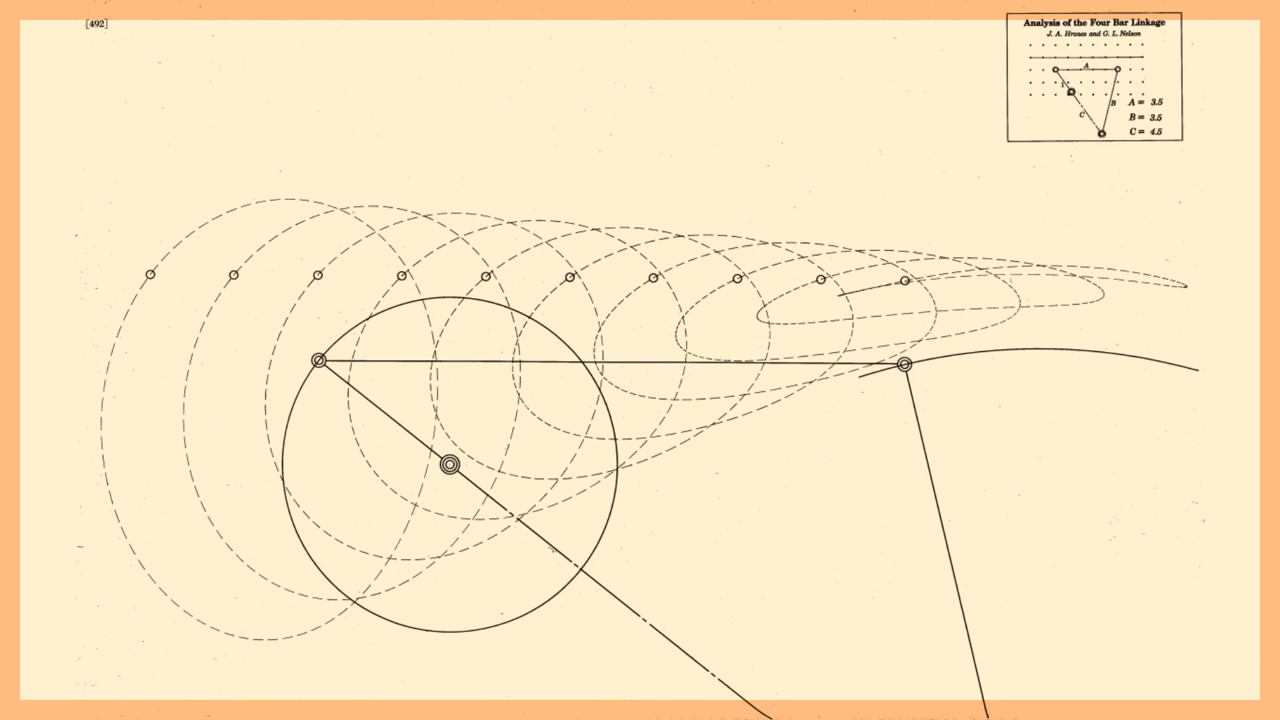 [492]
Analysis of the Four Bar Linkage
J. A. Hrones and G. L. Nelson
A
1
B
C
A = 3.5
B = 3.5
C = 4.5